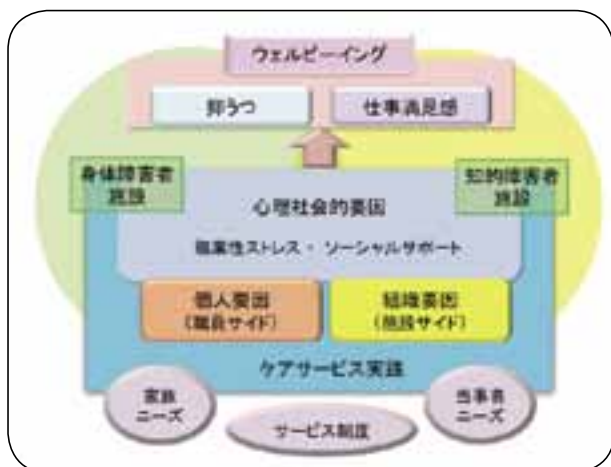 ウェルビーイング
抑うつ
仕事満足感
身体障害者
施設
知的障害者
施設
心理社会的要因
職業性ストレス・ ソーシャルサポート
個人要因
(職員サイド)
組織要因
(施設サイド)
ケアサービス実践
家族
ニーズ
当事者
ニーズ
サービス制度